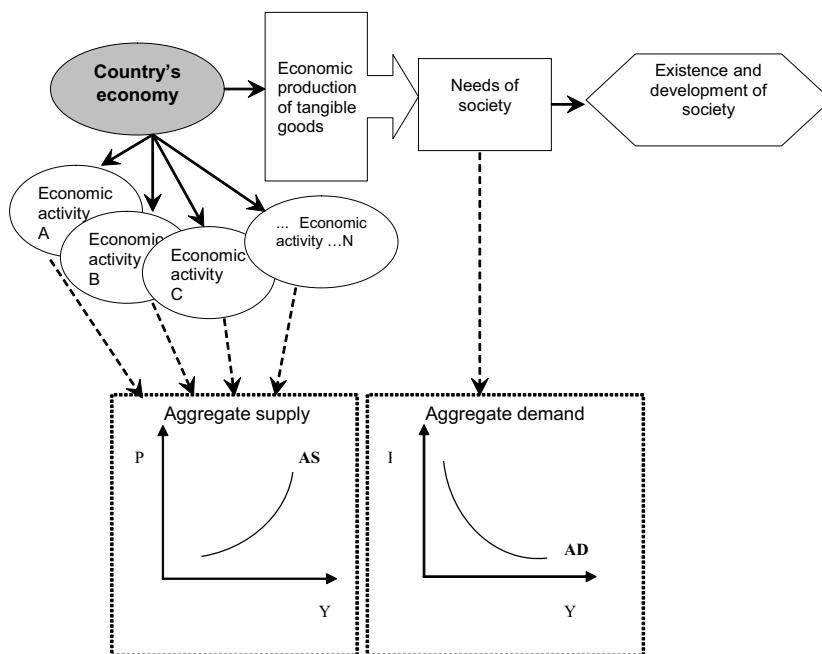 Country's
economy
Economic
production
of tangible
goods
Needs of
society
Existence and
development of
society
Economic
activity
A
Economic
activity
B
Economic
activity
C
... Economic
activity ...N
Aggregate supply
P
AS
Y
Aggregate demand
AD
Y